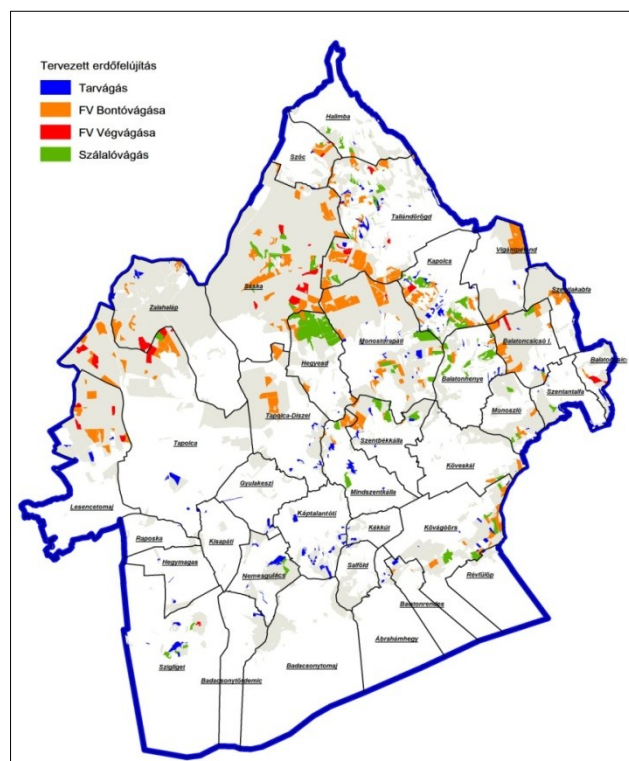 Tervezett erdőfelújítás
Tarvágás
FV Bontóvágása
FV Végvágása
Szálalóvágás
Halimba
Szőc
Taliándörögd
Kapolcs
Vigántpetend
Sáska
Szentjakabfa
Zalahaláp
Monostorapáti
Balatoncsicsó I.
Hegyesd
Balatonhenye
Szentantalfa
Monoszló
Tapolca-Diszel
Tapolca
Szentbékkálla
Köveskál
Gyulakeszi
Mindszentkálla
Lesencetomaj
Káptalantóti
Kővágóörs
Kékkút
Raposka
Kisapáti
Hegymagas
Nemesgulács
Salföld
Révfülöp
Balatonrendes
Ábrahámhegy
Szigliget
Badacsonytomaj
Badacsonytördemic